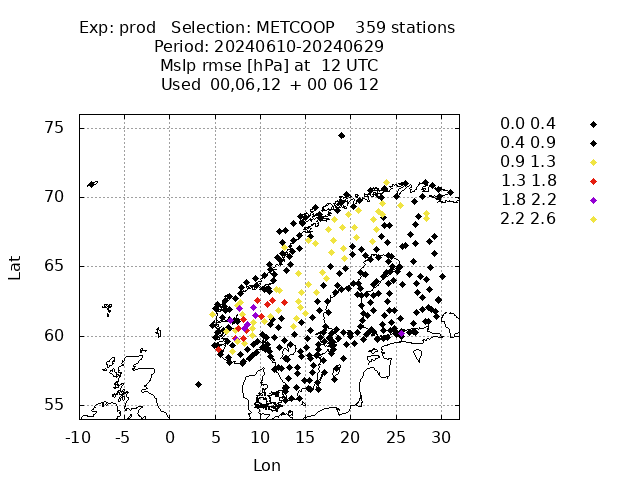 Exp: prod Selection: METCOOP 359 stations
Period: 20240610-20240629
Mslp rmse [hPa] at 12 UTC
Used 00,06,12 + 00 06 12
0.0 0.4
0.4 0.9
0.9 1.3
1.3 1.8
1.8 2.2
2.2 2.6
75
70
65
60
55
Lat
-10 -5 0 5 10 15 20 25 30
Lon